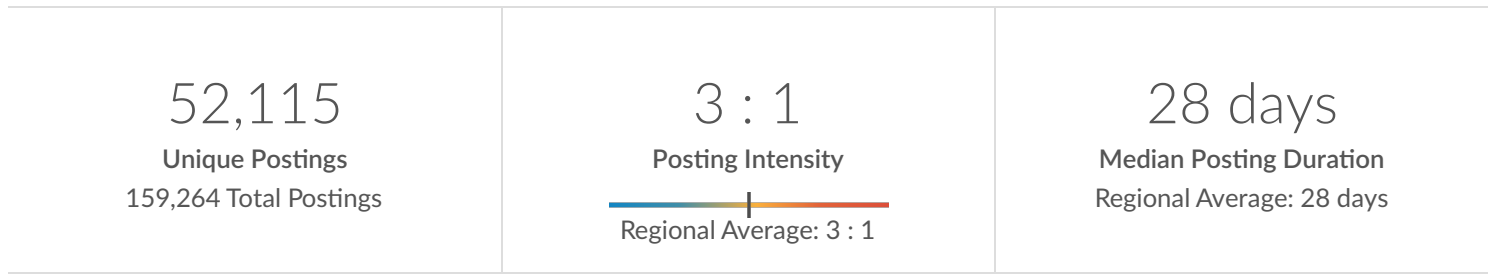 52,115
Unique Postings
159,264 Total Postings
3 : 1
Posting Intensity
Regional Average: 3 : 1
28 days
Median Posting Duration
Regional Average: 28 days